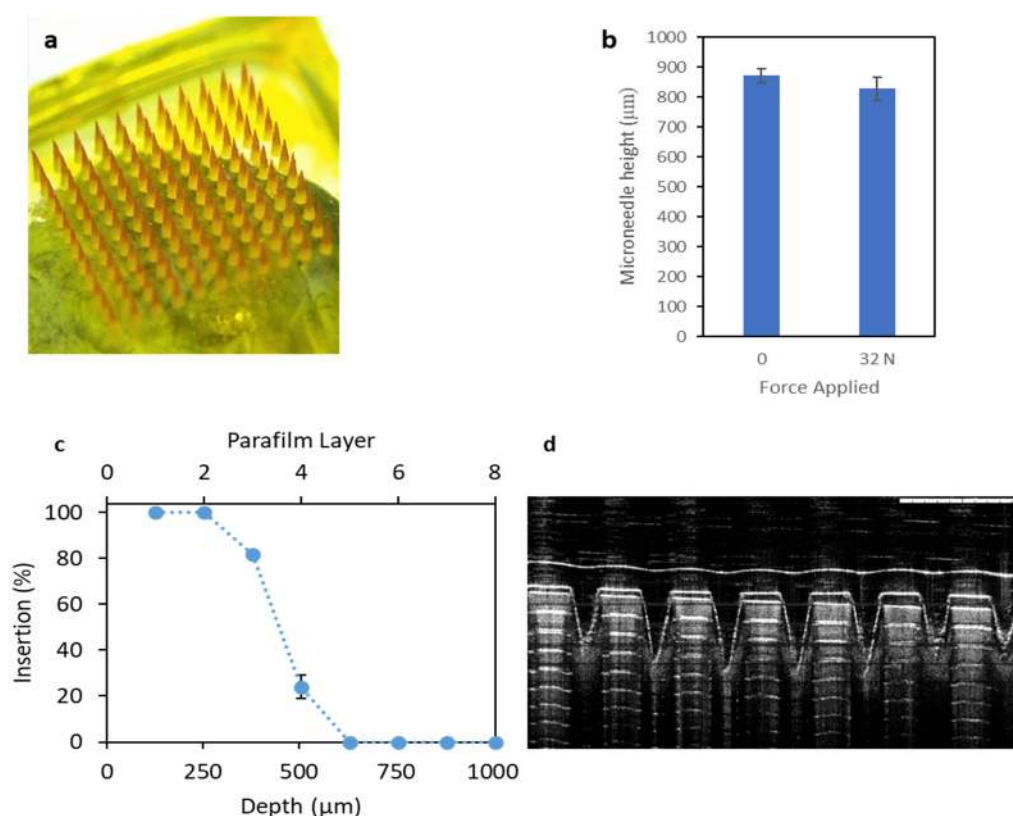 a
b
1000
900
800
700
600
500
400
300
200
100
0
Microneedle height (μm)
0 32 N
Force Applied
c
Parafilm Layer
0 2 4 6 8
100
80
60
40
20
0
Insertion (%)
0 250 500 750 1000
Depth (μm)
d